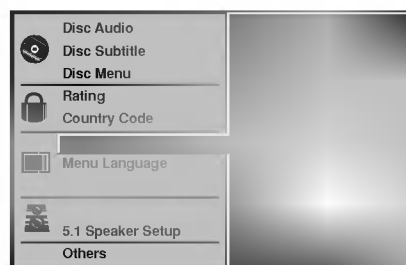 Disc Audio
Disc Subtitle
Disc Menu
Rating
Country Code
Menu Language
5.1 Speaker Setup
Others